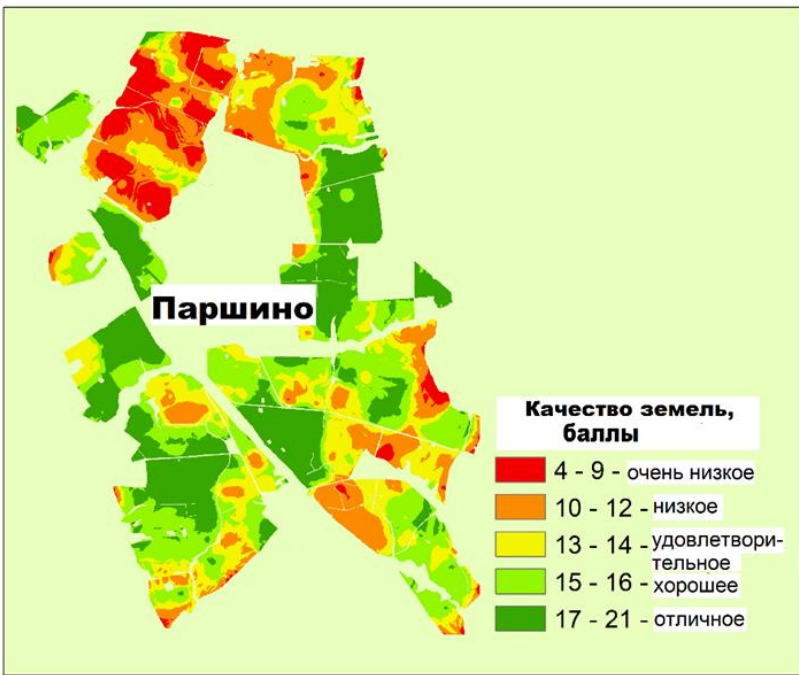 Паршино
Качество земель,
баллы
4 - 9 - очень низкое
10 - 12 - низкое
13 - 14 - удовлетвори-
тельное
15 - 16 - хорошее
17 - 21 - отличное